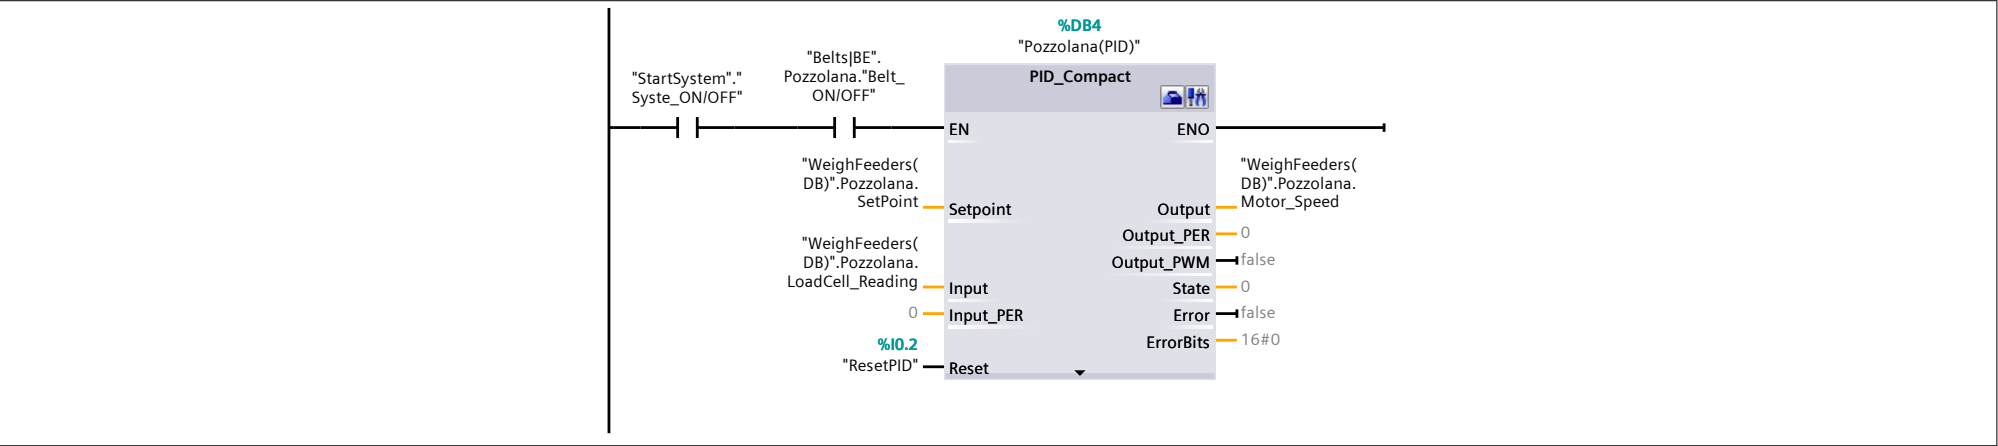 %DB4
"Pozzolana(PID)"
"Belts|BE".
Pozzolana."Belt_
ON/OFF"
"StartSystem"."
Syste_ON/OFF"
PID_Compact
EN
ENO
"WeighFeeders(
DB)".Pozzolana.
SetPoint
Setpoint
"WeighFeeders(
DB)".Pozzolana.
LoadCell_Reading
Input
0
Input_PER
%I0.2
"ResetPID"
Reset
Output
"WeighFeeders(
DB)".Pozzolana.
Motor_Speed
Output_PER
0
Output_PWM
false
State
0
Error
false
ErrorBits
16#0